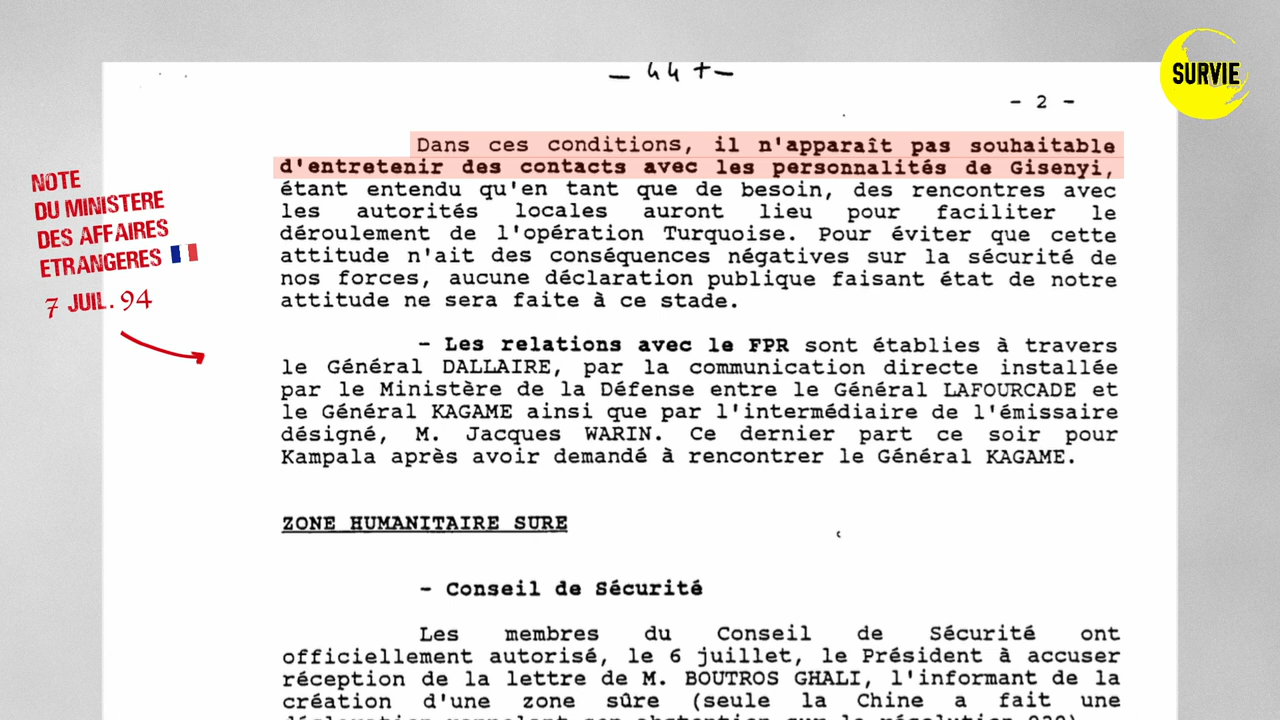 SURVIE
- 2 -
NOTE
DU MINISTERE
DES AFFAIRES
ETRANGERES
7 JUIL. 94
Dans ces conditions, il n'apparaît pas souhaitable
d'entretenir des contacts avec les personnalités de Gisenyi,
étant entendu qu'en tant que de besoin, des rencontres avec
les autorités locales auront lieu pour faciliter le
déroulement de l'opération Turquoise. Pour éviter que cette
attitude n'ait des conséquences négatives sur la sécurité de
nos forces, aucune déclaration publique faisant état de notre
attitude ne sera faite à ce stade.
- Les relations avec le FPR sont établies à travers
le Général DALLAIRE, par la communication directe installée
par le Ministère de la Défense entre le Général LAFOURCADE et
le Général KAGAME ainsi que par l'intermédiaire de l'émissaire
désigné, M. Jacques WARIN. Ce dernier part ce soir pour
Kampala après avoir demandé à rencontrer le Général KAGAME.
ZONE HUMANITAIRE SURE
- Conseil de Sécurité
Les membres du Conseil de Sécurité ont
officiellement autorisé, le 6 juillet, le Président à accuser
réception de la lettre de M. BOUTROS GHALI, l'informant de la
création d'une zone sûre (seule la Chine a fait une